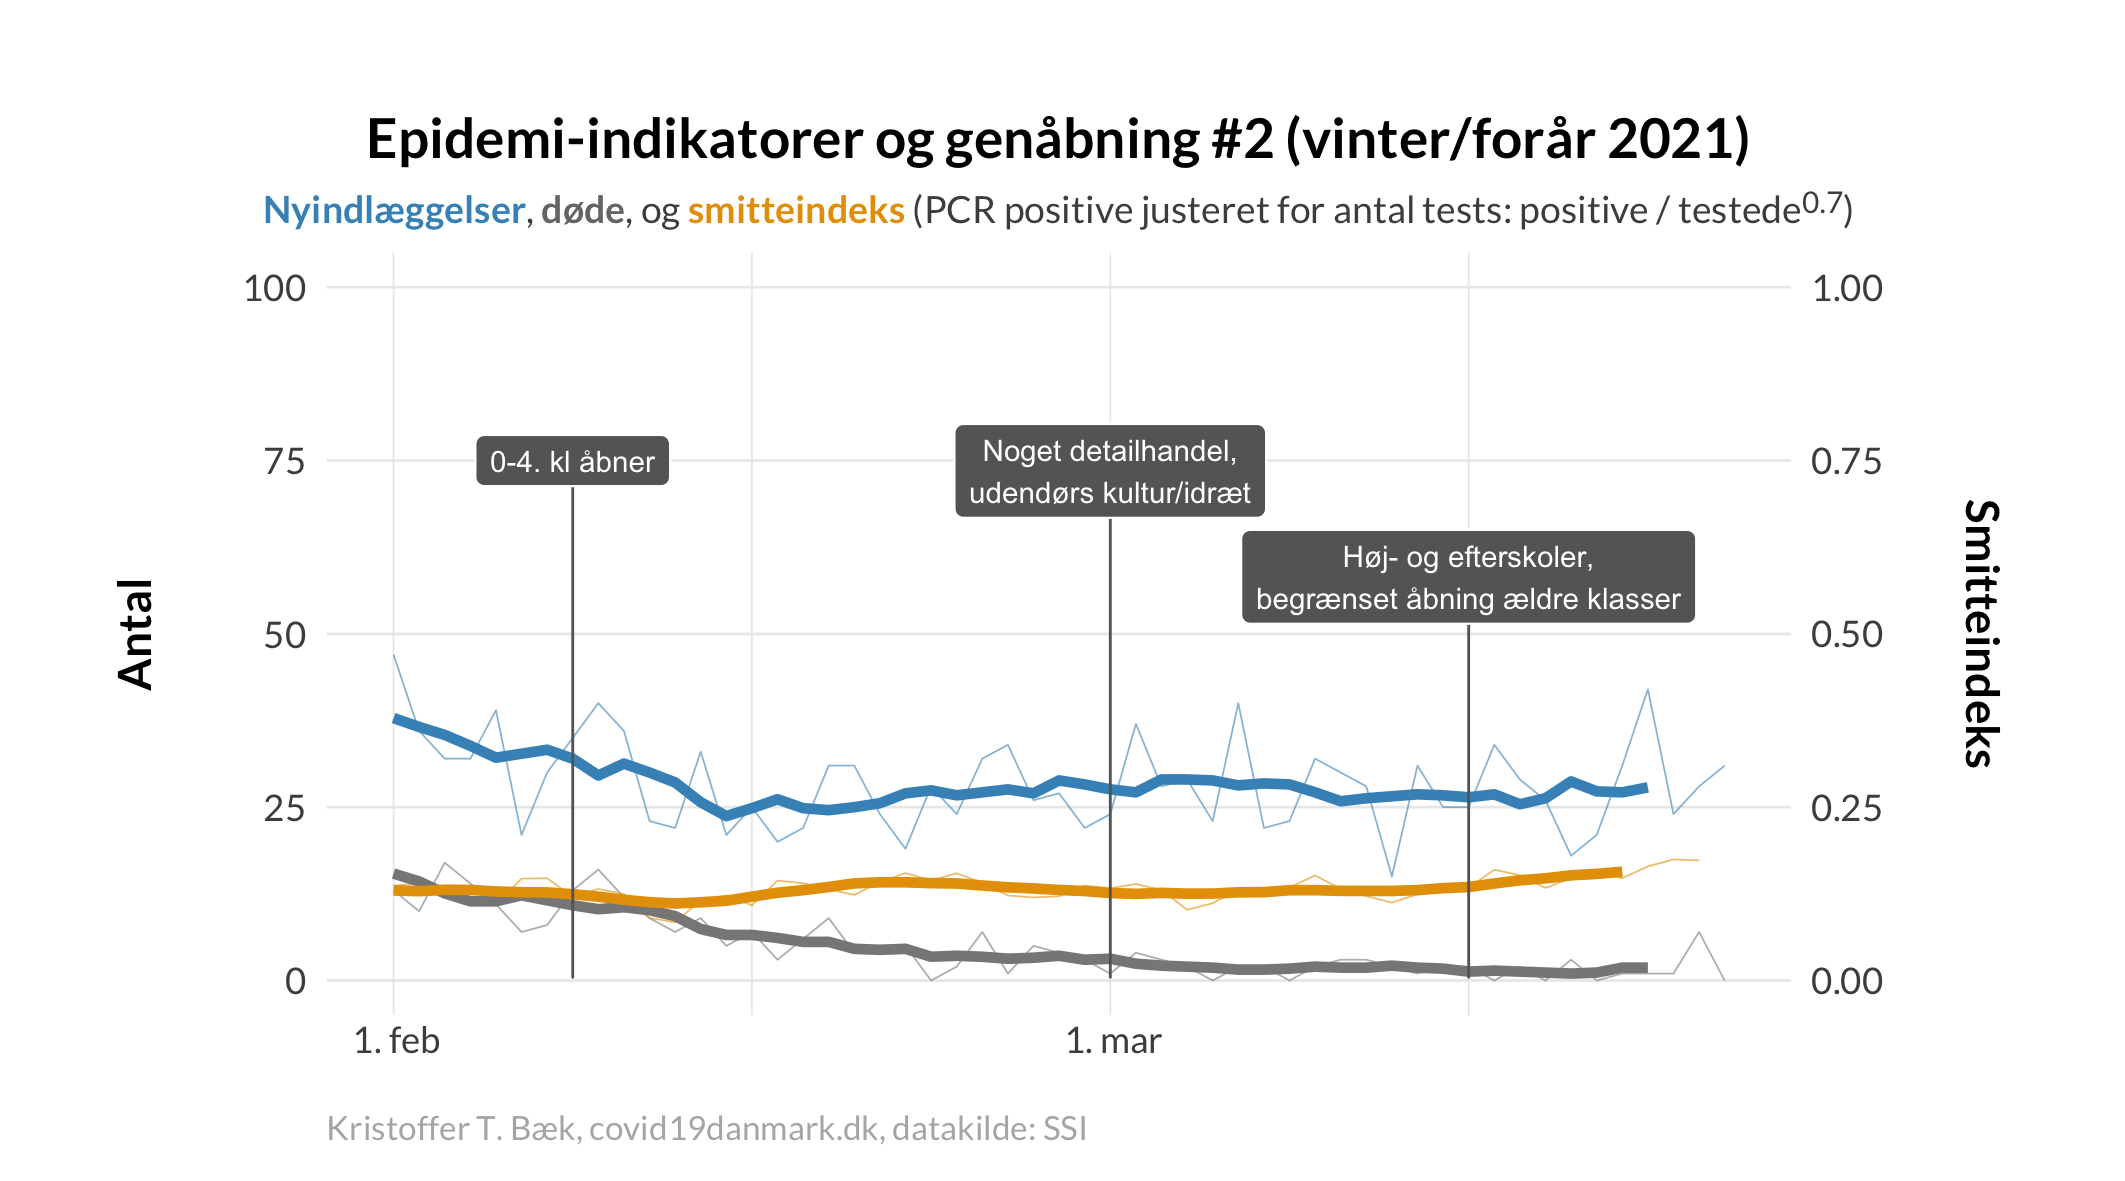 Epidemi-indikatorer og genåbning #2 (vinter/forår 2021)
Nyindlæggelser, døde, og smitteindeks (PCR positive justeret for antal tests: positive / testede^0.7)
100
1.00
0-4. kl åbner
Noget detailhandel,
udendørs kultur/idræt
75
0.75
Høj- og efterskoler,
begrænset åbning ældre klasser
50
0.50
25
0.25
0
0.00
Antal
Smitteindeks
1. feb
1. mar
Kristoffer T. Bæk, covid19danmark.dk, datakilde: SSI